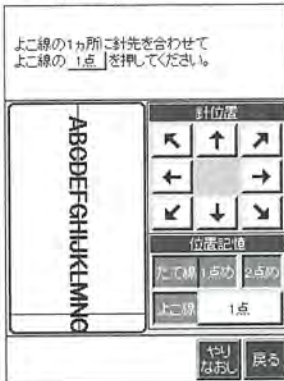 よこ線の1ヵ所に針先を合わせて
よこ線の 1点 を押してください。
ABCDEFGHIJKLMNO
針位置
位置記憶
たて線 1点め 2点め
よこ線 1点
やり
なおし
戻る